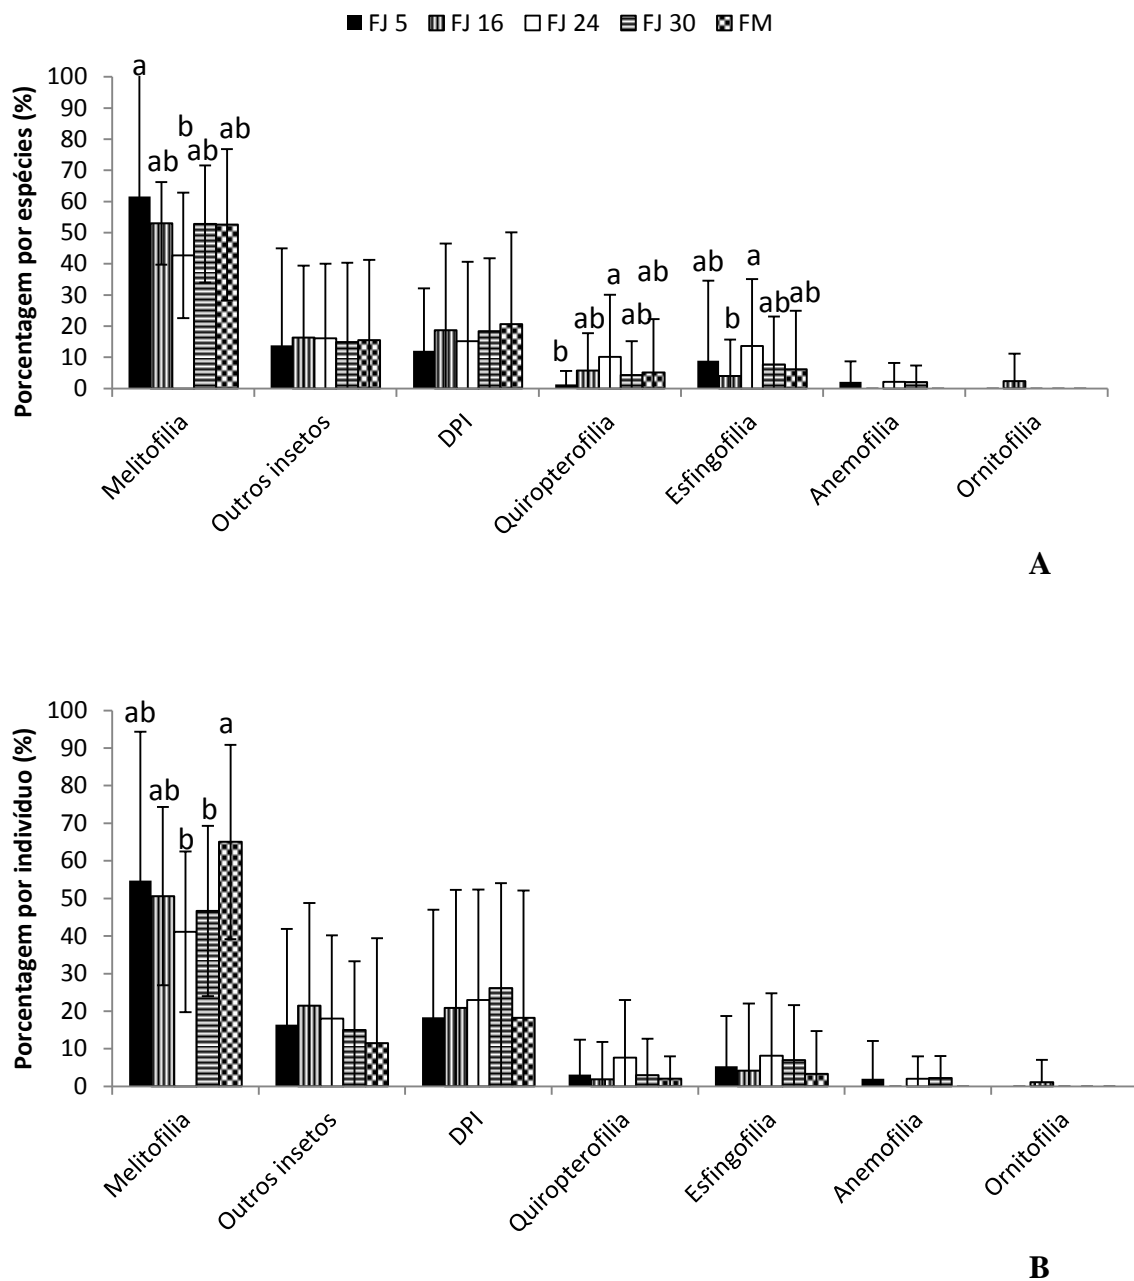 FJ 5 FJ 16 FJ 24 FJ 30 FM
Porcentagem por espécies (%)
100
90
80
70
60
50
40
30
20
10
0
a
ab
b
ab
ab
b
ab
a
ab
ab
ab
b
a
ab
ab
Melitofilia
Outros insetos
DPI
Quiropterofilia
Esfingofilia
Anemofilia
Ornitofilia
A
Porcentagem por indivíduo (%)
100
90
80
70
60
50
40
30
20
10
0
ab
ab
b
b
a
Melitofilia
Outros insetos
DPI
Quiropterofilia
Esfingofilia
Anemofilia
Ornitofilia
B